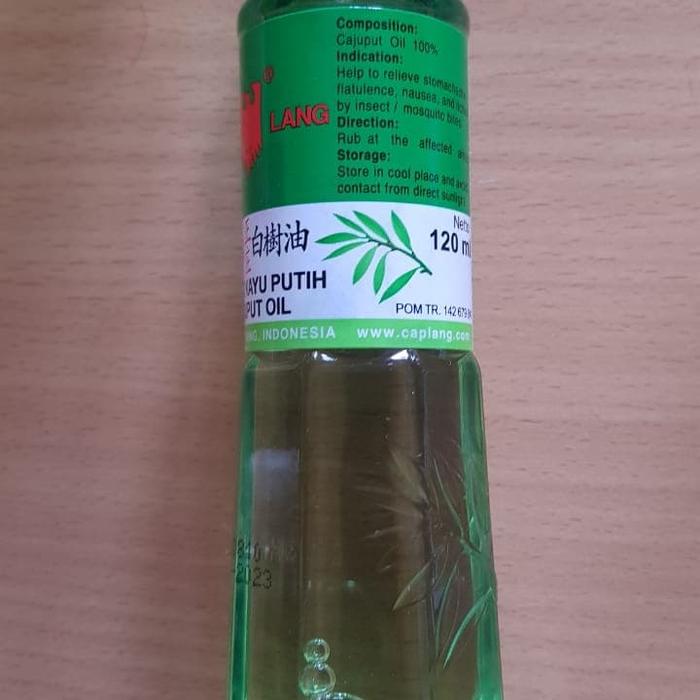 Composition:
Cajuput Oil 100%
Indication:
Help to relieve
flatulence, nausea, and
by insect / mosquito bites
Direction:
Rub at the affected
Storage:
Store in cool place and
contact from direct sunlight
® LANG
白樹油
KAYU PUTIH
PUT OIL
Netto
120 ml
POM TR. 142 679
INDONESIA www.caplang.com
2023